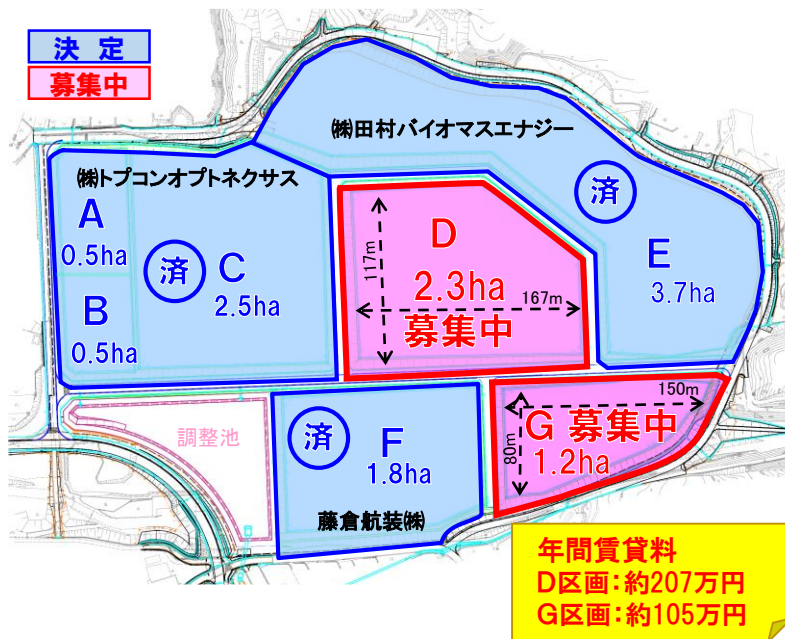 決 定
募集中
㈱田村バイオマスエナジー
㈱トプコンオプトネクサス
済
A
0.5ha
B
0.5ha
済
C
2.5ha
D
2.3ha
募集中
117m
167m
E
3.7ha
調整池
済
F
1.8ha
藤倉航装㈱
150m
80m
G 募集中
1.2ha
年間賃貸料
D区画:約207万円
G区画:約105万円